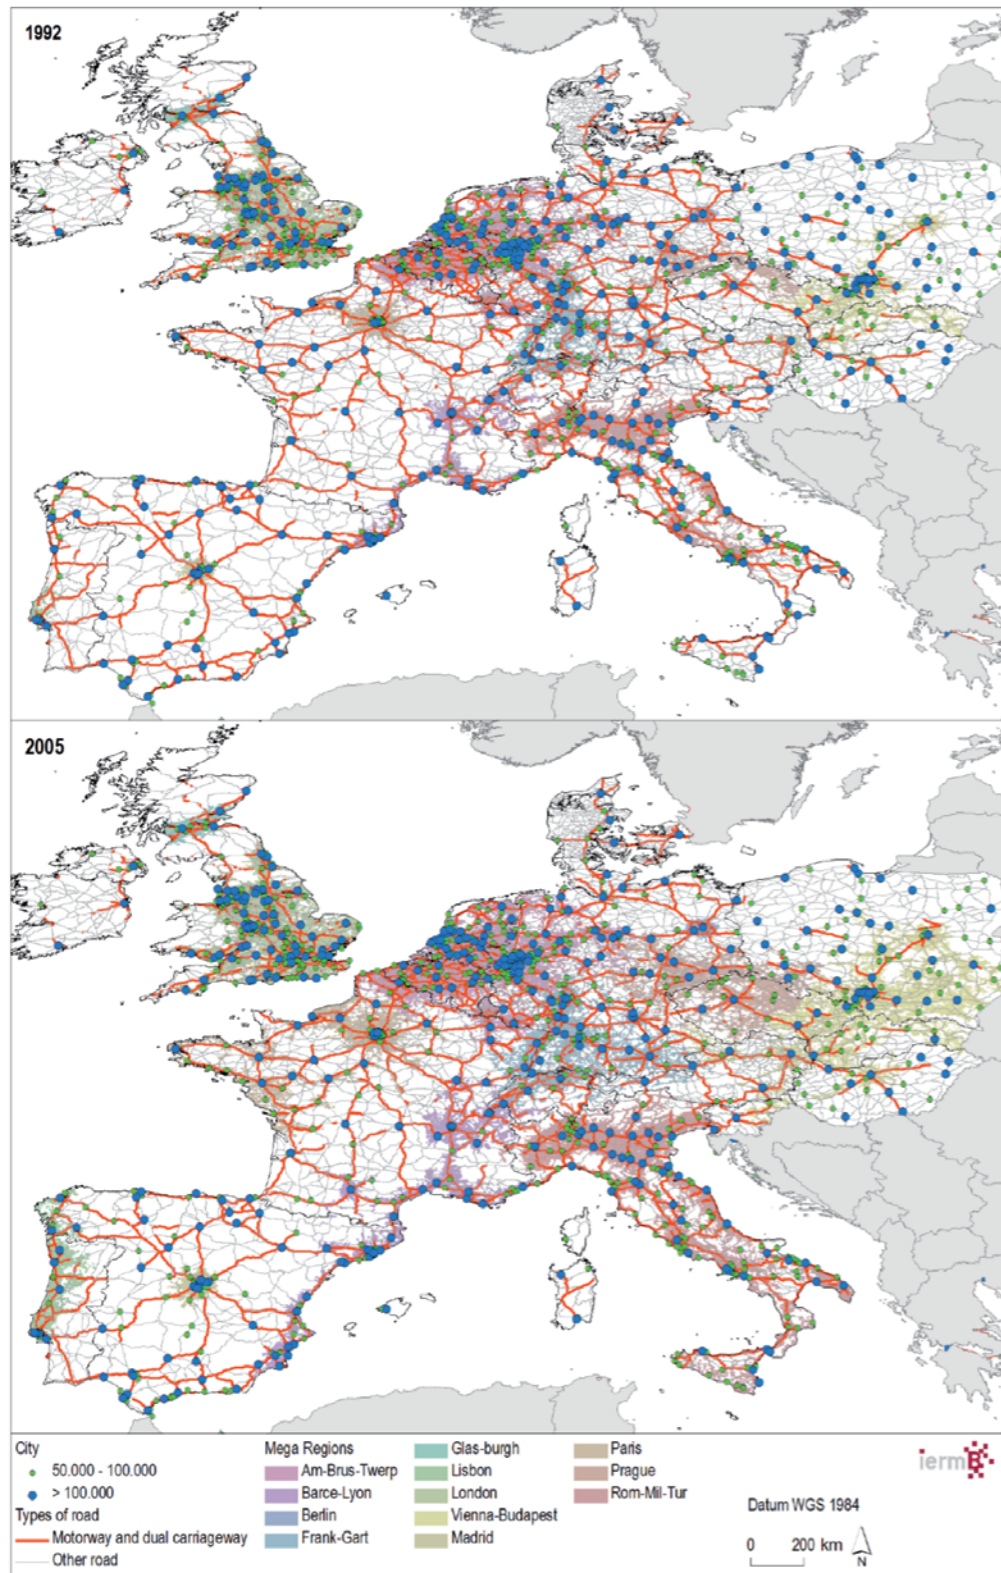 1992
2005
City
50.000 - 100.000
> 100.000
Types of road
Motorway and dual carriageway
Other road
Mega Regions
Am-Brus-Twerp
Barce-Lyon
Berlin
Frank-Gart
Glas-burgh
Lisbon
London
Vienna-Budapest
Madrid
Paris
Prague
Rom-Mil-Tur
iermB
Datum WGS 1984
0 200 km
N